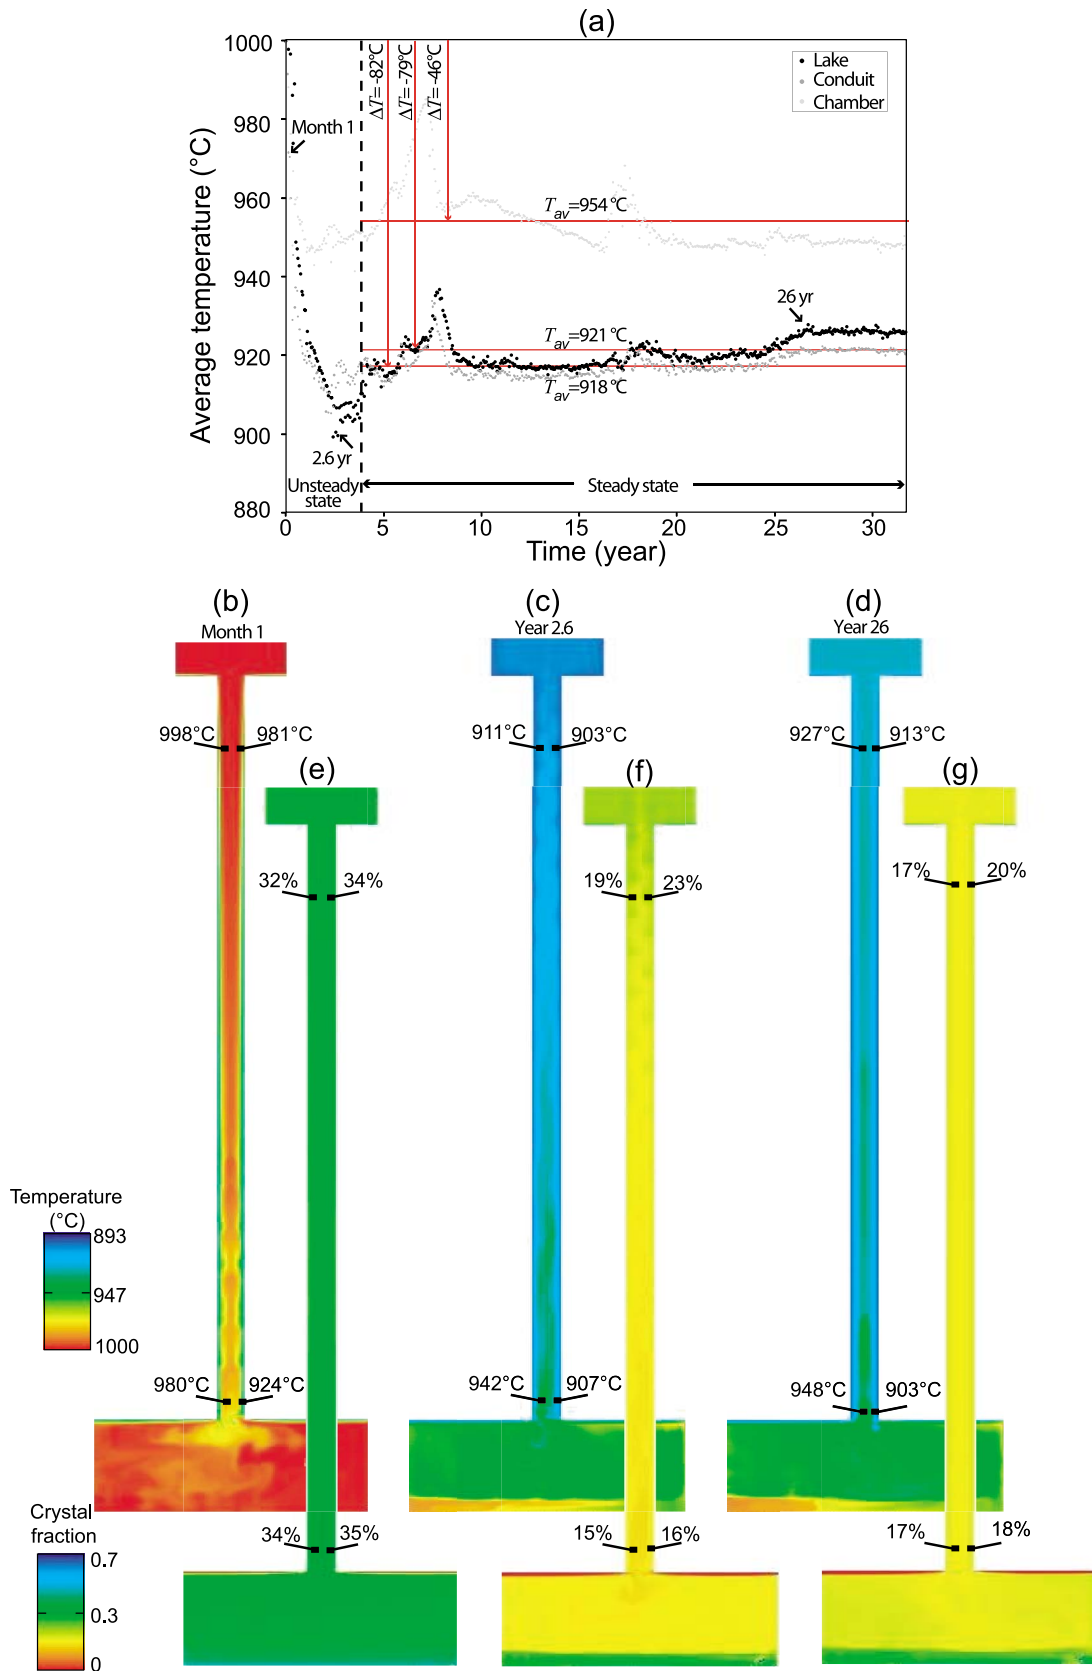 (a)
1000
980
960
940
920
900
880
Average temperature (°C)
ΔT=-82°C
ΔT=-79°C
ΔT=-46°C
Lake
Conduit
Chamber
Month 1
Tav=954 °C
26 yr
Tav=921 °C
Tav=918 °C
2.6 yr
Unsteady
state
Steady state
0 5 10 15 20 25 30
Time (year)
(b) (c) (d)
Month 1 Year 2.6 Year 26
998°C 981°C 911°C 903°C 927°C 913°C
(e) (f) (g)
32% 34% 19% 23% 17% 20%
Temperature
(°C)
893
947
1000
980°C 924°C 942°C 907°C 948°C 903°C
Crystal
fraction
0.7
0.3
0
34% 35% 15% 16% 17% 18%